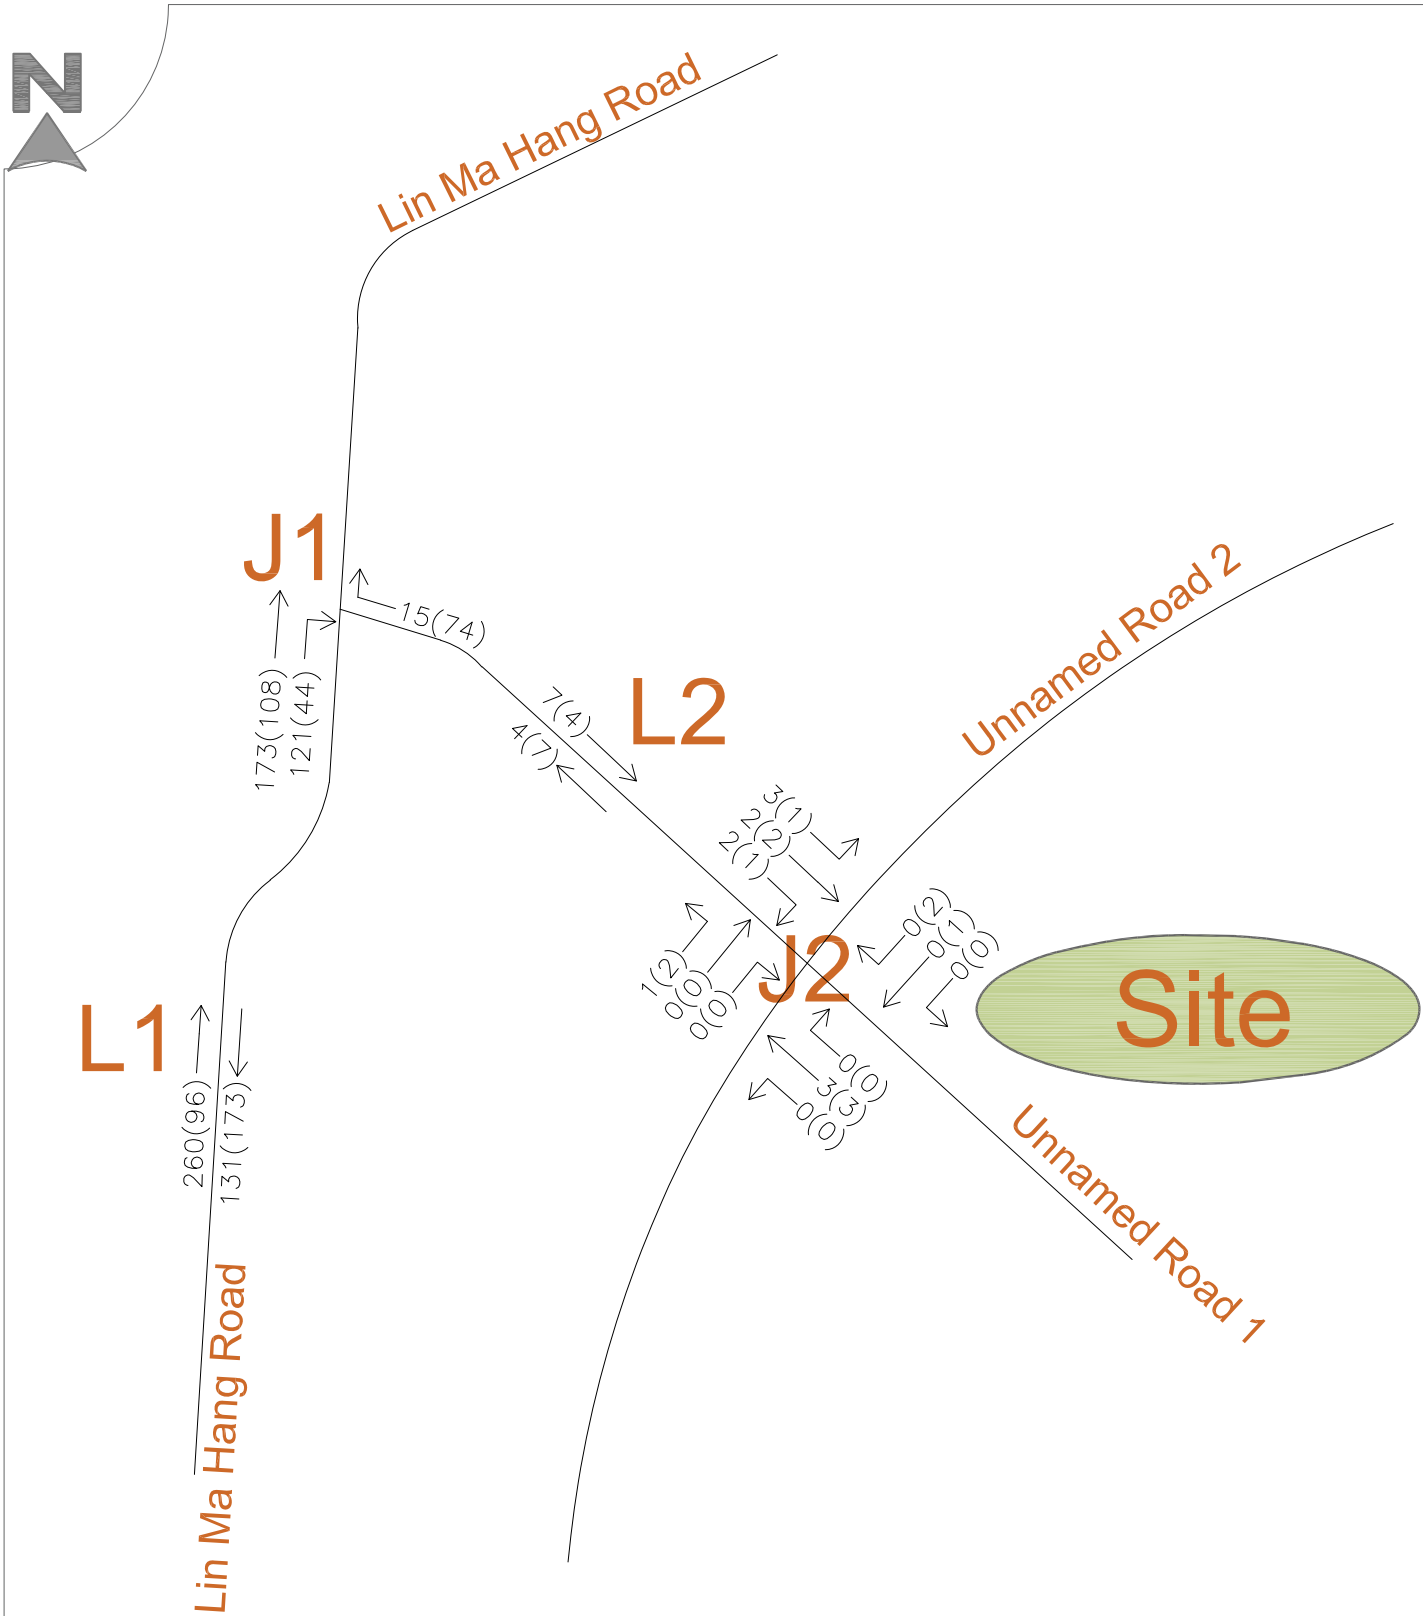 N
Lin Ma Hang Road
J1
173(108)
121(44)
15(74)
Unnamed Road 2
L2
7(4)
4(7)
3(1)
2(2)
2(1)
0(2)
0(1)
0(0)
1(2)
0(0)
0(0)
J2
Site
L1
0(0)
3(3)
0(0)
260(96)
131(173)
Unnamed Road 1
Lin Ma Hang Road